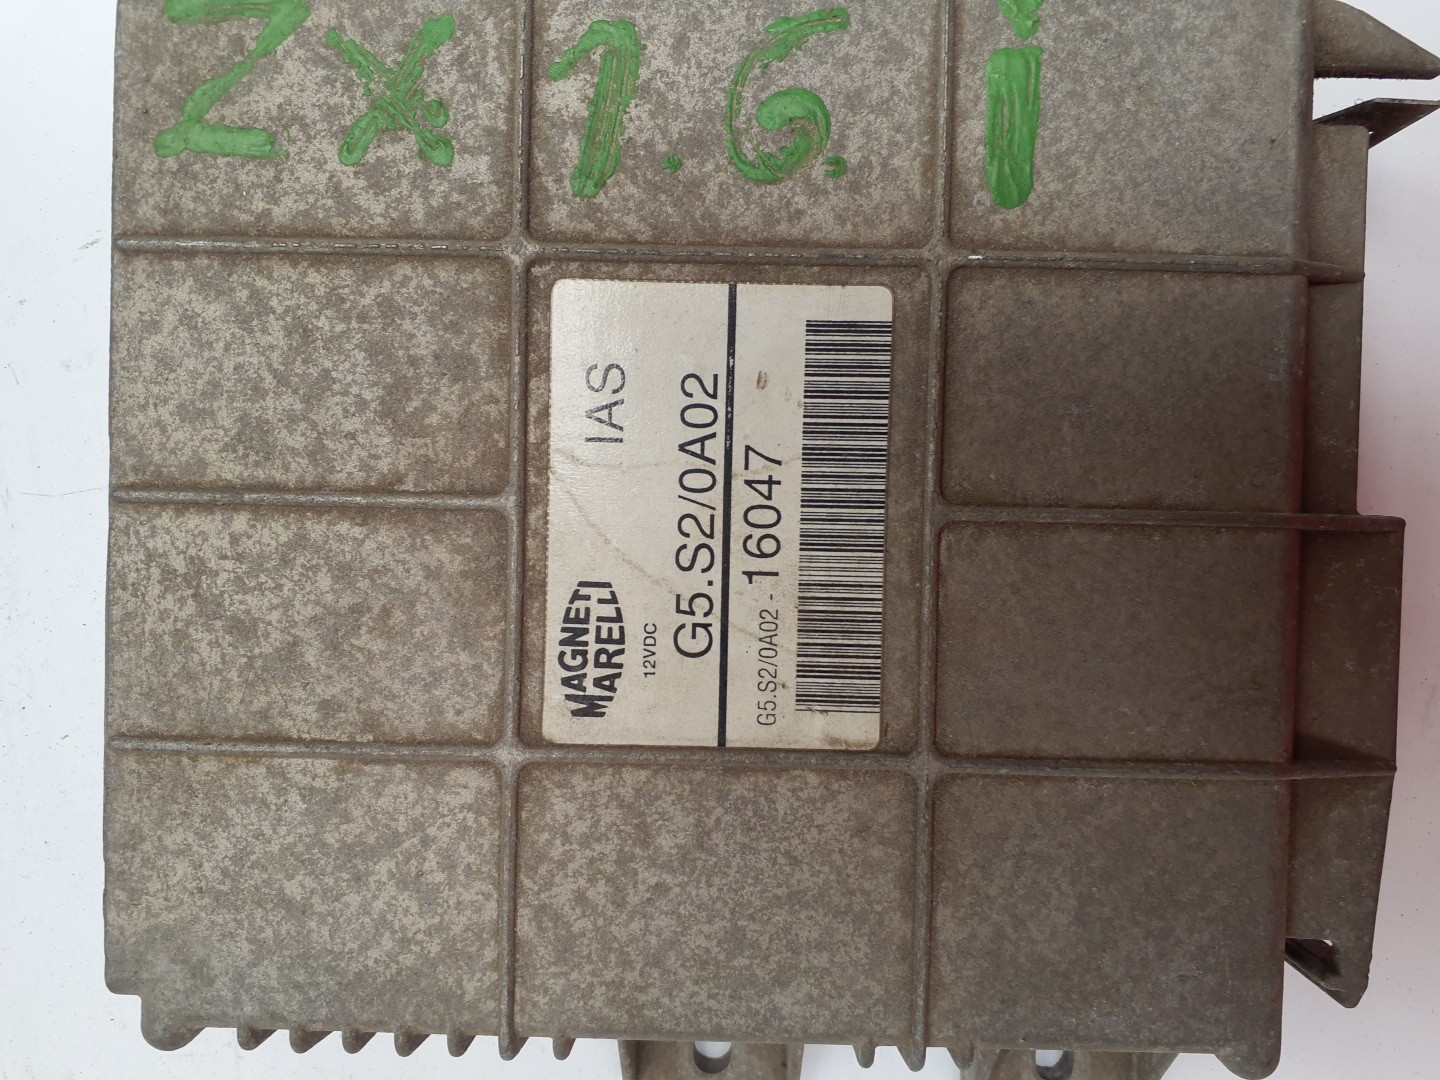 ZX 1.6. i
MAGNETI
MARELLI
IAS
12VDC
G5.S2/0A02
G5.S2/0A02 - 16047